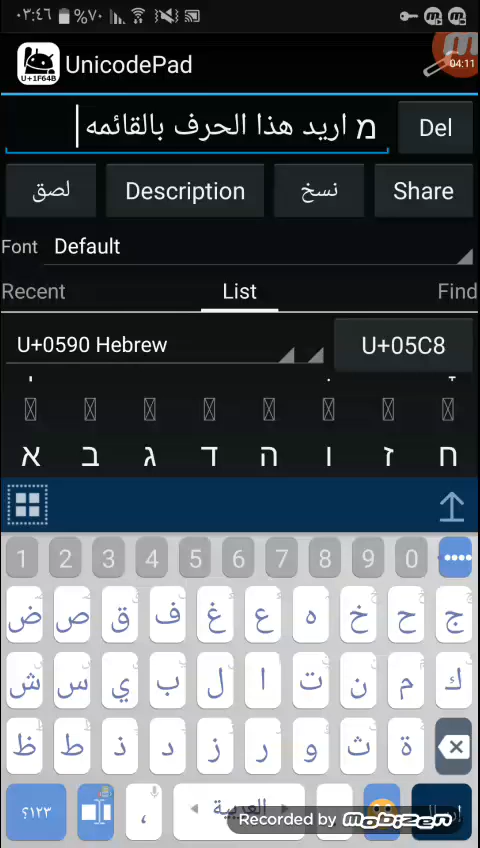 ٠٣:٤٦ %٧٠
UnicodePad
U+1F64B
04:11
מ اريد هذا الحرف بالقائمه
Del
لصق Description نسخ Share
Font Default
Recent List Find
U+0590 Hebrew U+05C8
א ב ג ד ה ו ז ח
1 2 3 4 5 6 7 8 9 0
ض ص ق ف غ ع ه خ ح ج
ش س ي ب ل ا ت ن م ك
ظ ط ذ د ز ر و ث ة
١٢٣؟ ، العربية
Recorded by MOBIZEN